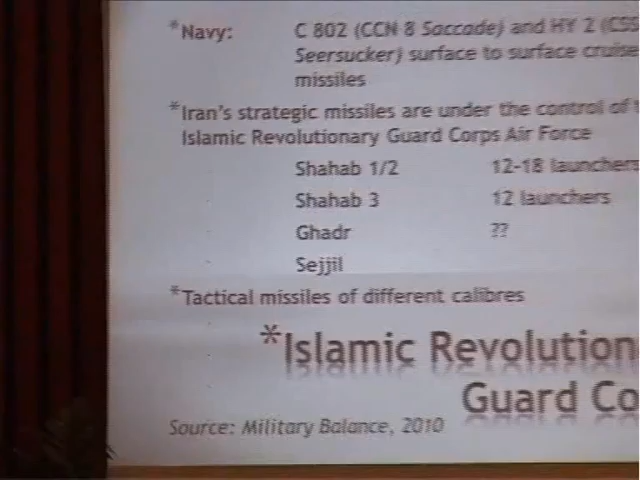 *Navy: C 802 (CCN 8 Saccade) and HY 2 (CSS
Seersucker) surface to surface cruise
missiles
*Iran's strategic missiles are under the control of
Islamic Revolutionary Guard Corps Air Force
Shahab 1/2 12-18 launchers
Shahab 3 12 launchers
Ghadr ??
Sejjil
*Tactical missiles of different calibres
*Islamic Revolution
Guard Co
Source: Military Balance, 2010